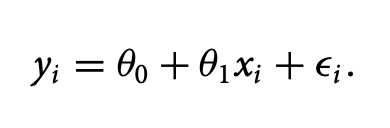 yᵢ = θ₀ + θ₁xᵢ + ϵᵢ.